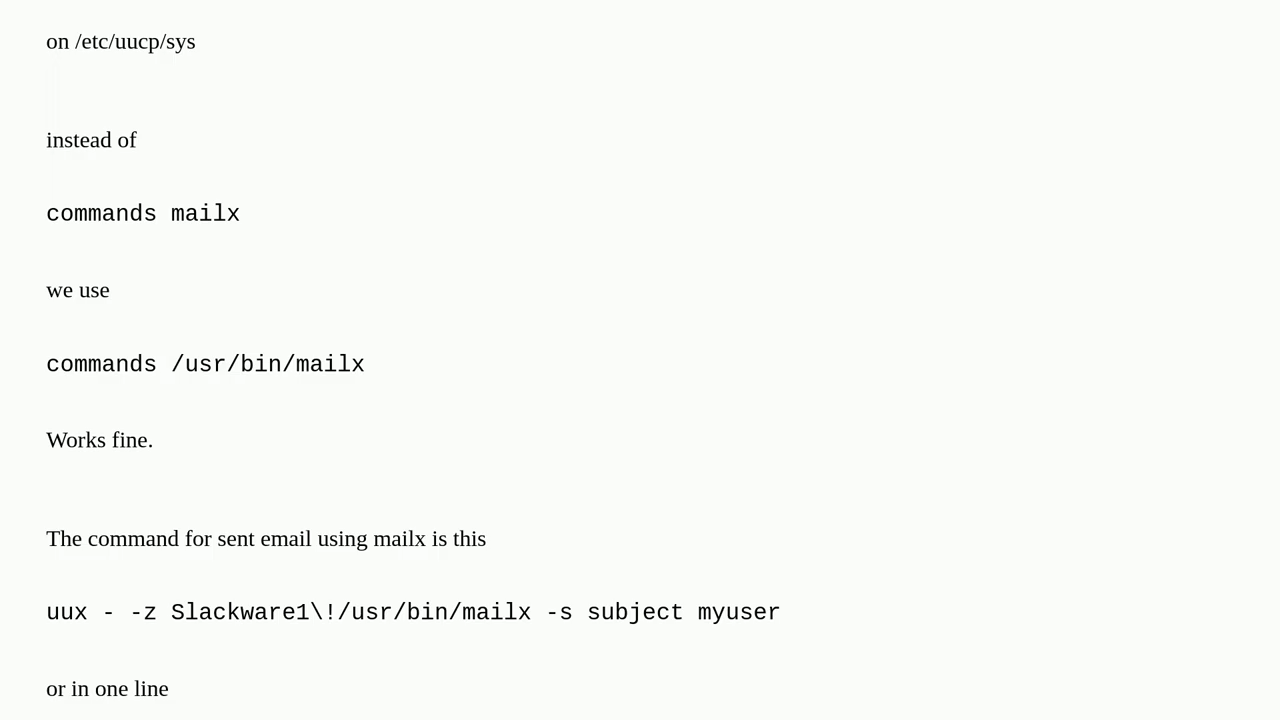 on /etc/uucp/sys
instead of
commands mailx
we use
commands /usr/bin/mailx
Works fine.
The command for sent email using mailx is this
uux - -z Slackware1\!/usr/bin/mailx -s subject myuser
or in one line